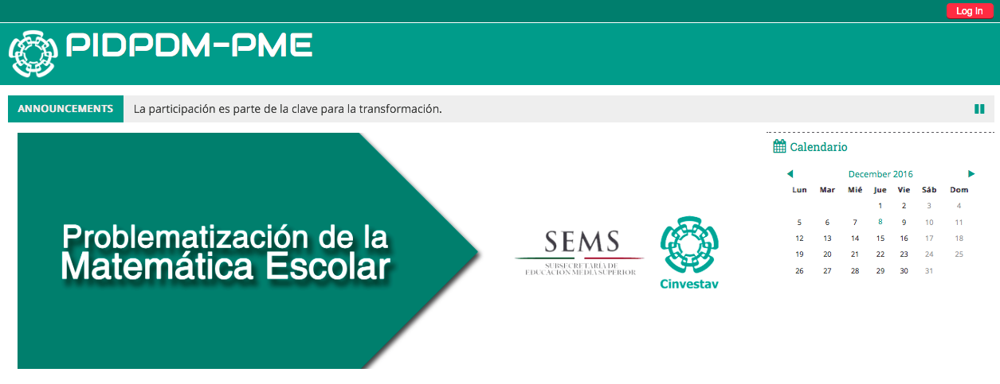 Log In
PIDPDM-PME
ANNOUNCEMENTS La participación es parte de la clave para la transformación.
Problematización de la
Matemática Escolar
SEMS
SUBSECRETARÍA DE
EDUCACIÓN MEDIA SUPERIOR
Cinvestav
Calendario
December 2016
Lun Mar Mié Jue Vie Sáb Dom
1 2 3 4
5 6 7 8 9 10 11
12 13 14 15 16 17 18
19 20 21 22 23 24 25
26 27 28 29 30 31